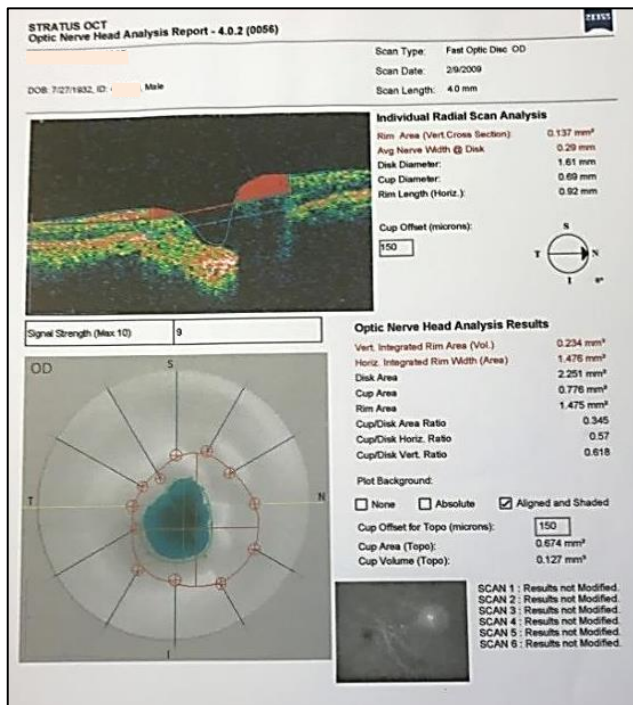 STRATUS OCT
Optic Nerve Head Analysis Report - 4.0.2 (0056)
ZEISS
DOB: 7/27/1932, ID: , Male
Scan Type: Fast Optic Disc OD
Scan Date: 2/9/2009
Scan Length: 4.0 mm
Individual Radial Scan Analysis
Rim Area (Vert.Cross Section): 0.137 mm²
Avg Nerve Width @ Disk 0.29 mm
Disk Diameter: 1.61 mm
Cup Diameter: 0.69 mm
Rim Length (Horiz.): 0.92 mm
Cup Offset (microns):
150
S
T N
I 0°
Signal Strength (Max 10) 9
Optic Nerve Head Analysis Results
Vert. Integrated Rim Area (Vol.) 0.234 mm³
Horiz. Integrated Rim Width (Area) 1.476 mm²
Disk Area 2.251 mm²
Cup Area 0.776 mm²
Rim Area 1.475 mm²
Cup/Disk Area Ratio 0.345
Cup/Disk Horiz. Ratio 0.57
Cup/Disk Vert. Ratio 0.618
Plot Background:
None Absolute Aligned and Shaded
Cup Offset for Topo (microns): 150
Cup Area (Topo): 0.674 mm²
Cup Volume (Topo): 0.127 mm³
OD
S
T N
I
SCAN 1 : Results not Modified.
SCAN 2 : Results not Modified.
SCAN 3 : Results not Modified.
SCAN 4 : Results not Modified.
SCAN 5 : Results not Modified.
SCAN 6 : Results not Modified.